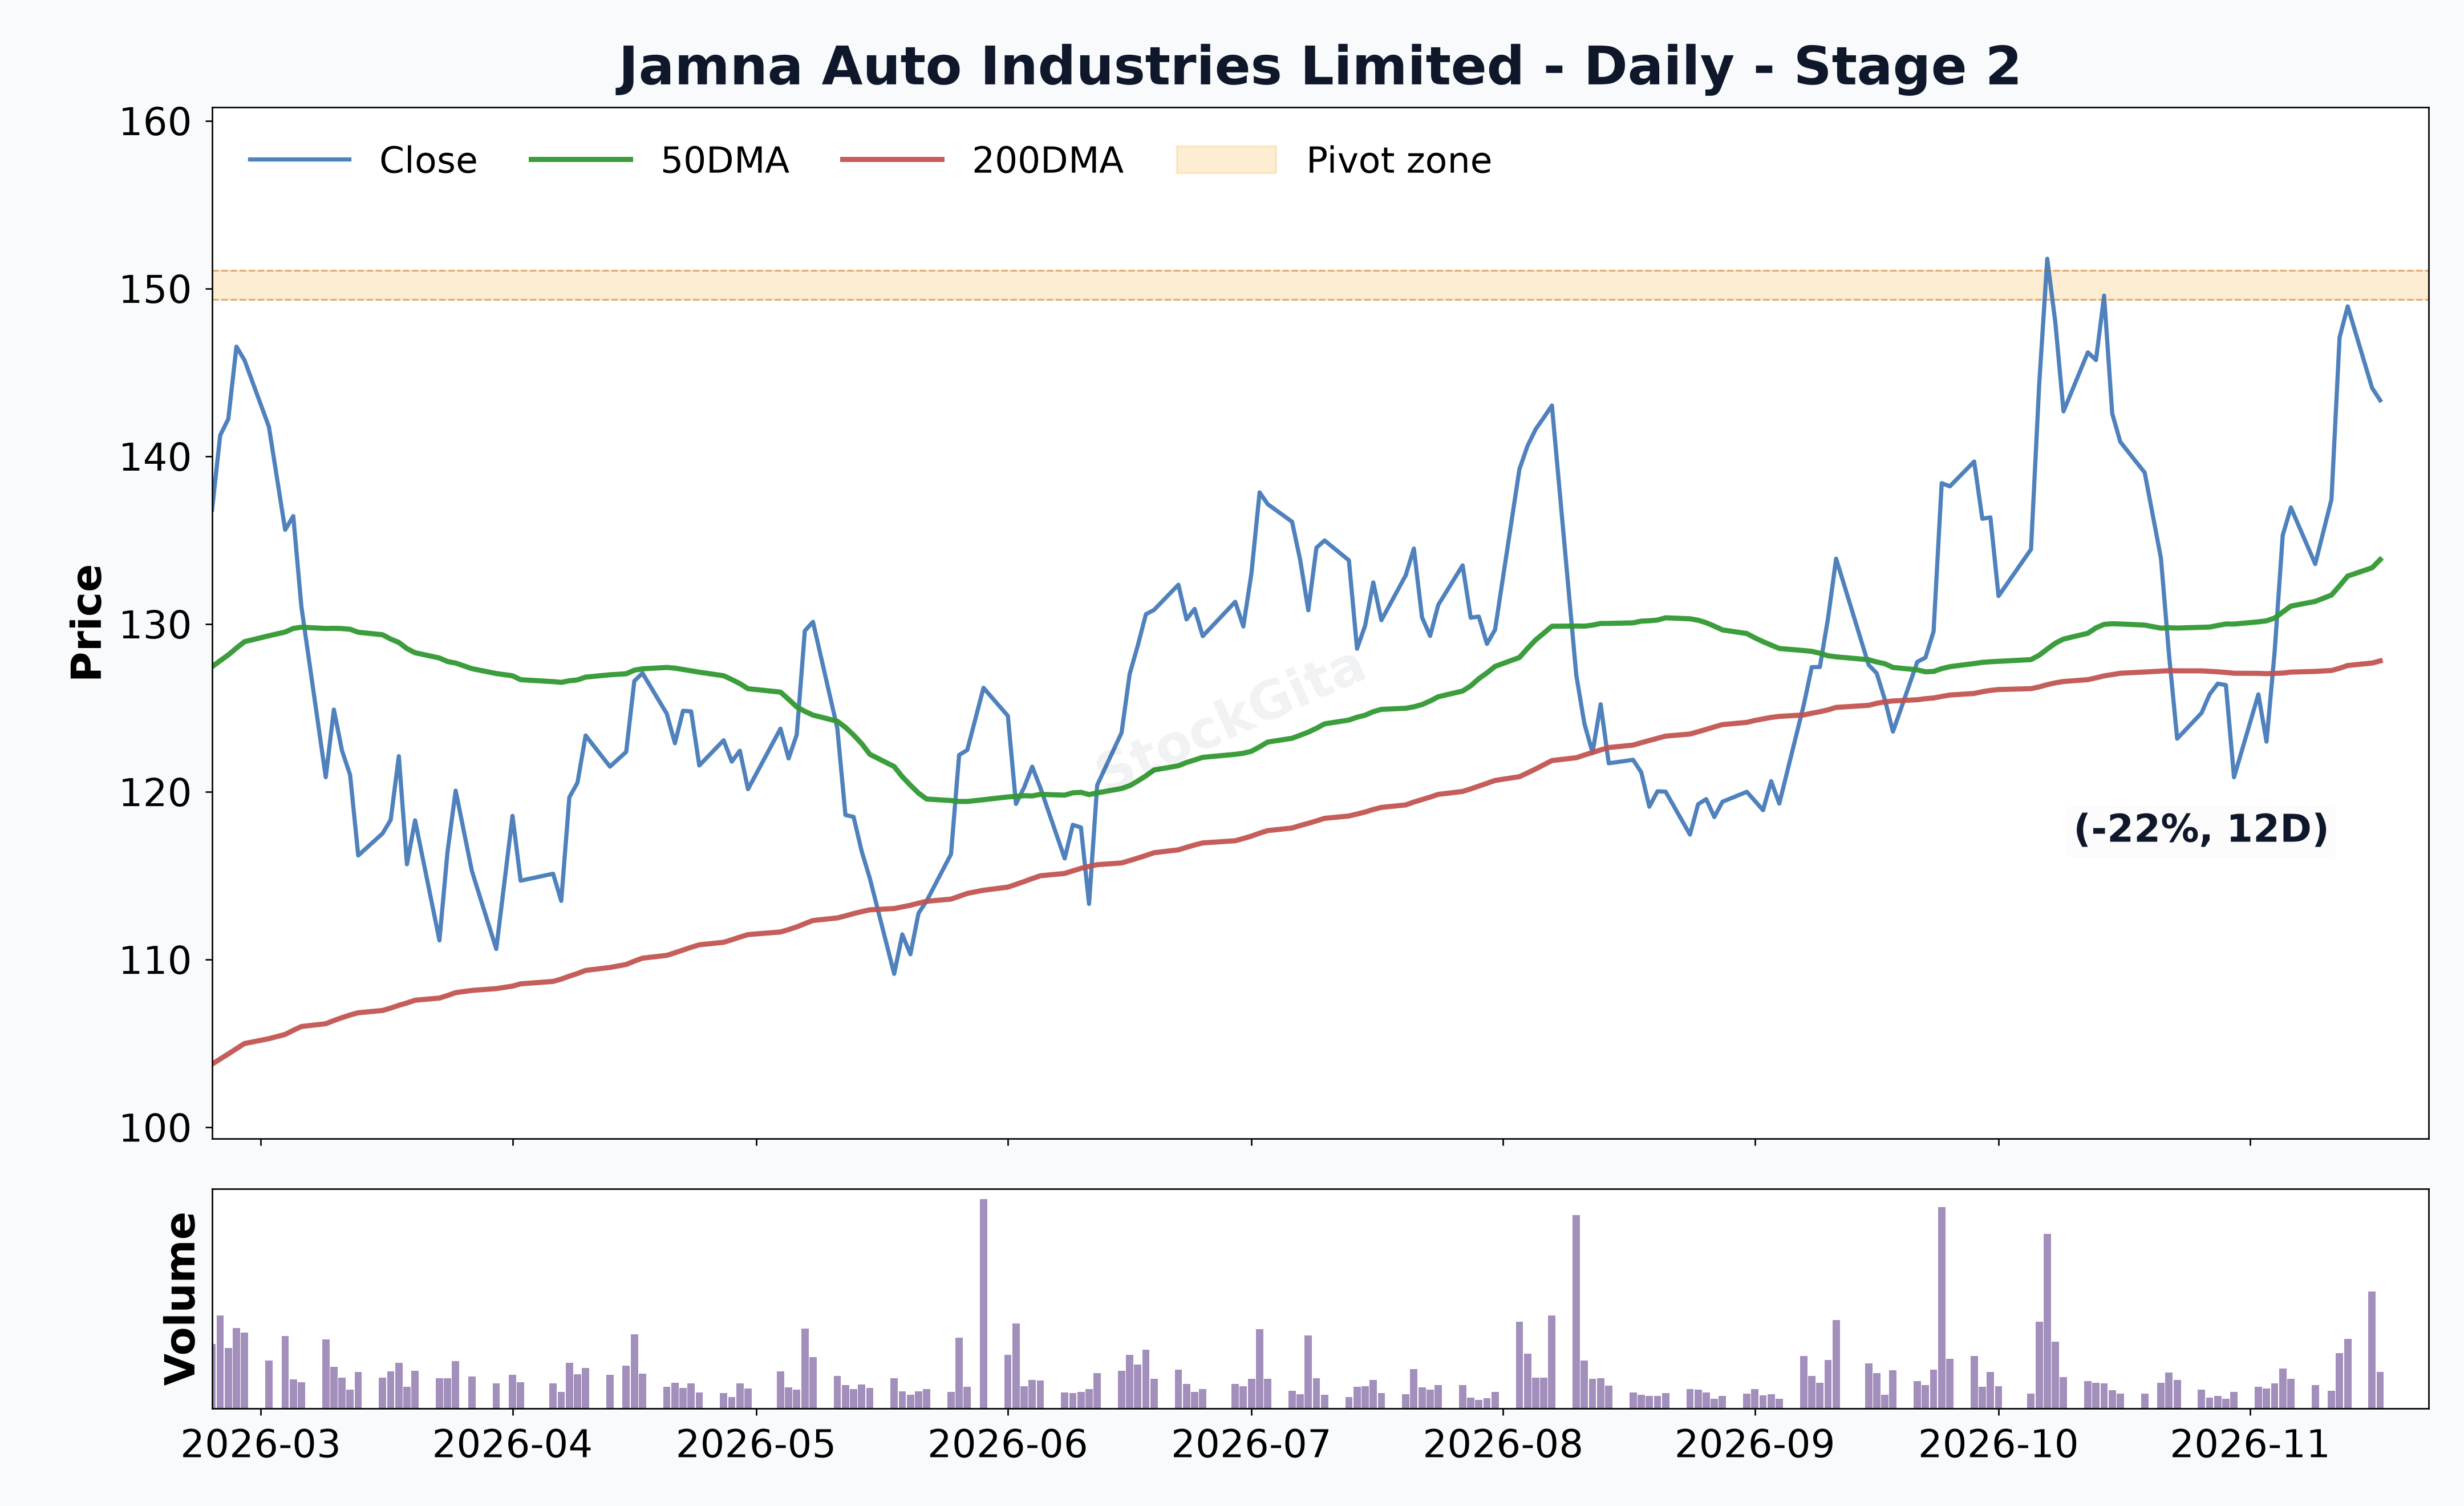 Jamna Auto Industries Limited - Daily - Stage 2
Close
50DMA
200DMA
Pivot zone
Price
160
150
140
130
120
110
100
StockGita
(-22%, 12D)
Volume
2026-03
2026-04
2026-05
2026-06
2026-07
2026-08
2026-09
2026-10
2026-11